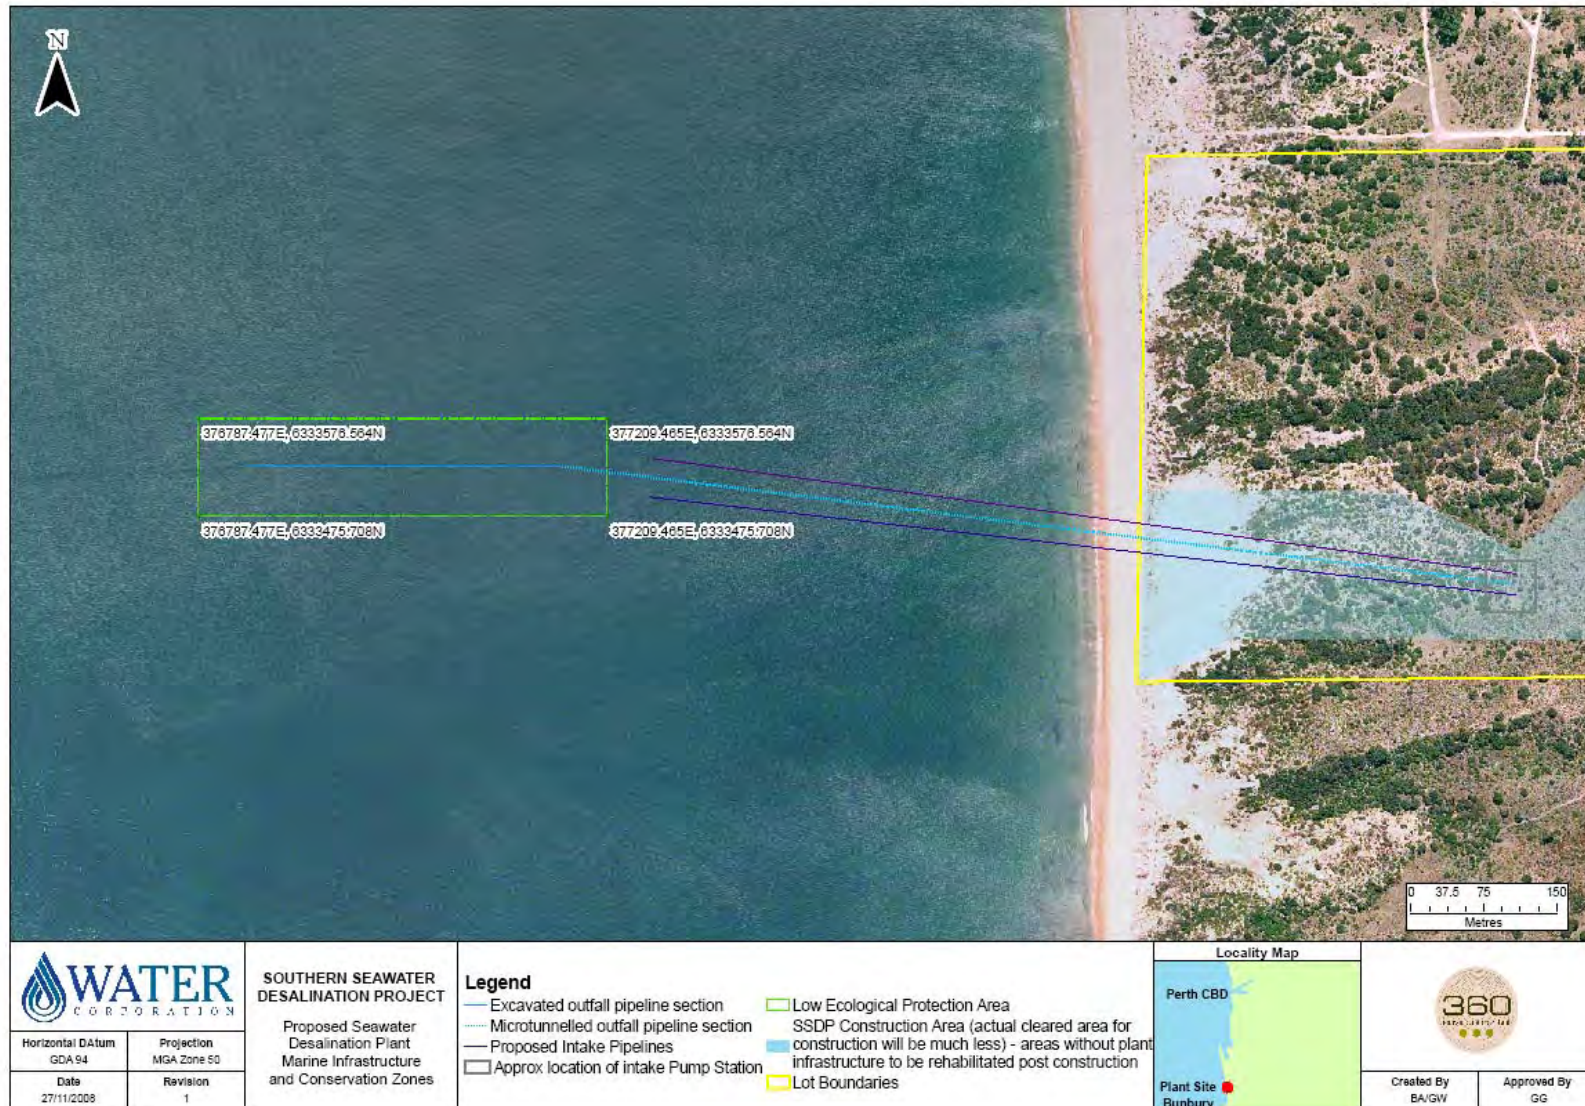 N
376787.477E, 6333576.564N
377209.465E, 6333576.564N
376787.477E, 6333475.708N
377209.465E, 6333475.708N
0 37.5 75 150
Metres
WATER
CORPORATION
Horizontal DAtum
GDA 94
Projection
MGA Zone 50
Date
27/11/2008
Revision
1
SOUTHERN SEAWATER
DESALINATION PROJECT
Proposed Seawater
Desalination Plant
Marine Infrastructure
and Conservation Zones
Legend
Excavated outfall pipeline section
Microtunnelled outfall pipeline section
Proposed Intake Pipelines
Approx location of intake Pump Station
Low Ecological Protection Area
SSDP Construction Area (actual cleared area for
construction will be much less) - areas without plant
infrastructure to be rehabilitated post construction
Lot Boundaries
Locality Map
Perth CBD
Plant Site
Bunbury
360
Created By
BA/GW
Approved By
GG